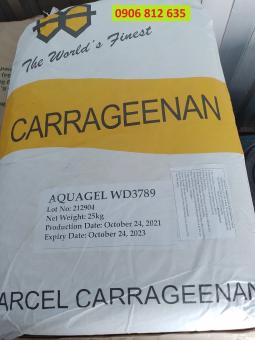 0906 812 635
The World's Finest
CARRAGEENAN
AQUAGEL WD3789
Lot No: 212904
Net Weight: 25kg
Production Date: October 24, 2021
Expiry Date: October 24, 2023
ARCEL CARRAGEENAN